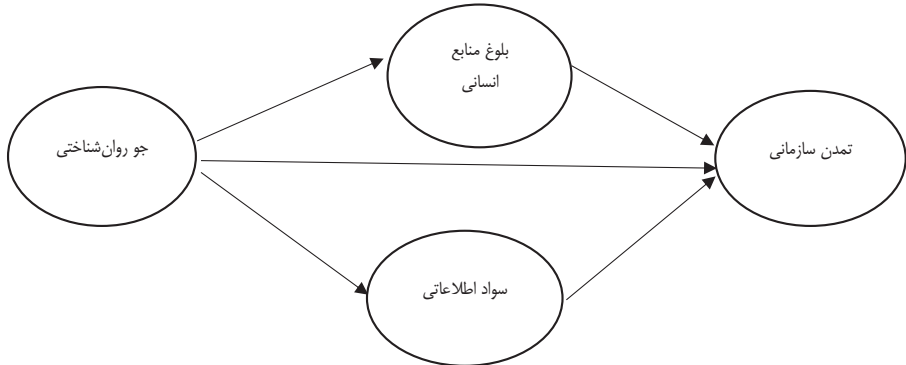 بلوغ منابع
انسانی
جو روان‌شناختی
تمدن سازمانی
سواد اطلاعاتی